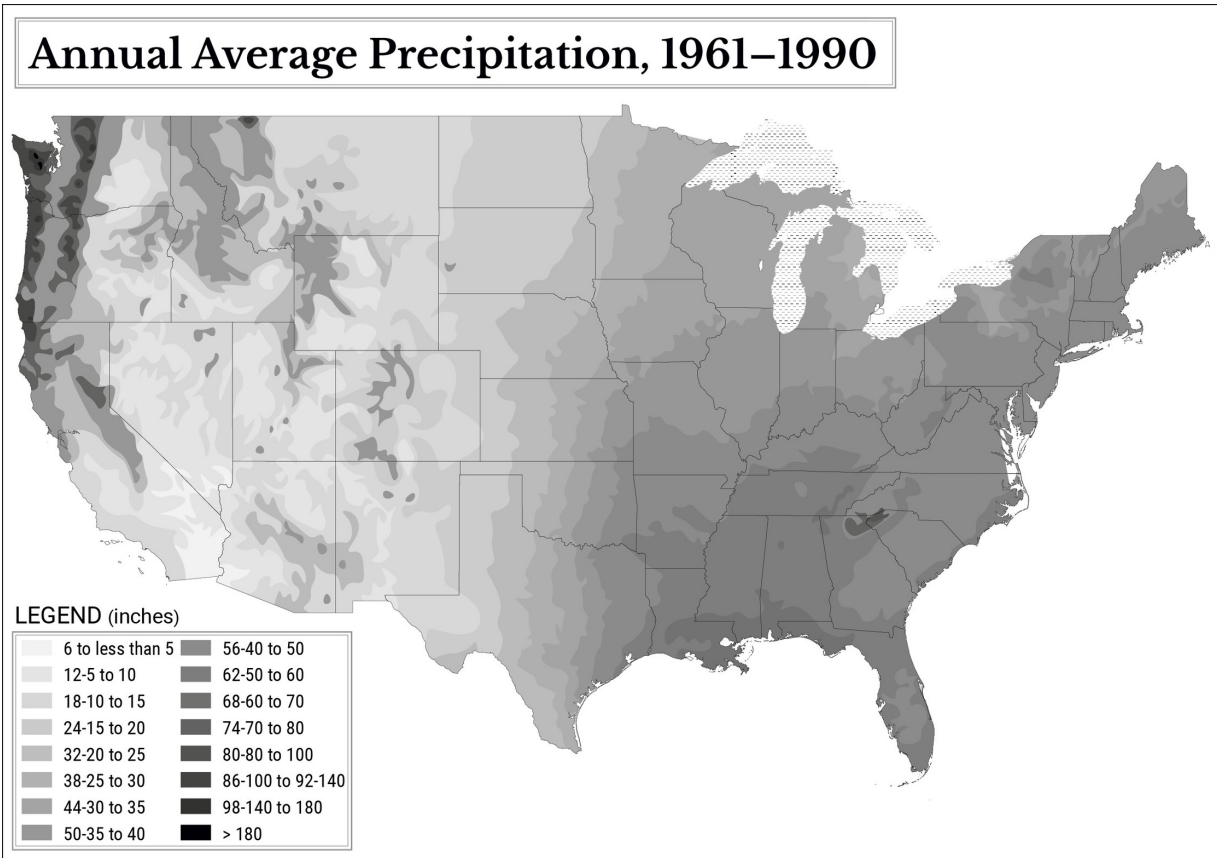 Annual Average Precipitation, 1961–1990
LEGEND (inches)
6 to less than 5
12-5 to 10
18-10 to 15
24-15 to 20
32-20 to 25
38-25 to 30
44-30 to 35
50-35 to 40
56-40 to 50
62-50 to 60
68-60 to 70
74-70 to 80
80-80 to 100
86-100 to 92-140
98-140 to 180
> 180